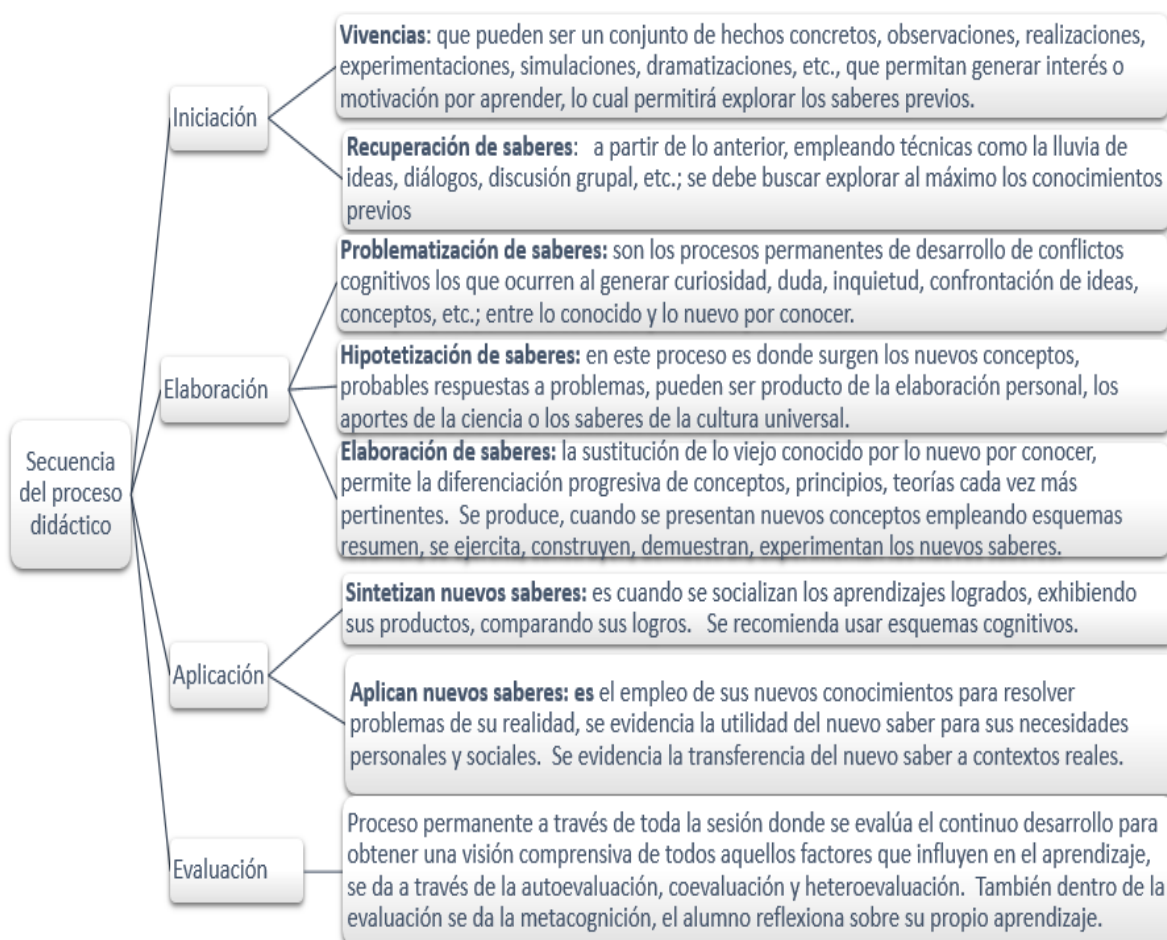 Secuencia
del proceso
didáctico
Iniciación
Vivencias: que pueden ser un conjunto de hechos concretos, observaciones, realizaciones,
experimentaciones, simulaciones, dramatizaciones, etc., que permitan generar interés o
motivación por aprender, lo cual permitirá explorar los saberes previos.
Recuperación de saberes: a partir de lo anterior, empleando técnicas como la lluvia de
ideas, diálogos, discusión grupal, etc.; se debe buscar explorar al máximo los conocimientos
previos
Elaboración
Problematización de saberes: son los procesos permanentes de desarrollo de conflictos
cognitivos los que ocurren al generar curiosidad, duda, inquietud, confrontación de ideas,
conceptos, etc.; entre lo conocido y lo nuevo por conocer.
Hipotetización de saberes: en este proceso es donde surgen los nuevos conceptos,
probables respuestas a problemas, pueden ser producto de la elaboración personal, los
aportes de la ciencia o los saberes de la cultura universal.
Elaboración de saberes: la sustitución de lo viejo conocido por lo nuevo por conocer,
permite la diferenciación progresiva de conceptos, principios, teorías cada vez más
pertinentes. Se produce, cuando se presentan nuevos conceptos empleando esquemas
resumen, se ejercita, construyen, demuestran, experimentan los nuevos saberes.
Aplicación
Sintetizan nuevos saberes: es cuando se socializan los aprendizajes logrados, exhibiendo
sus productos, comparando sus logros. Se recomienda usar esquemas cognitivos.
Aplican nuevos saberes: es el empleo de sus nuevos conocimientos para resolver
problemas de su realidad, se evidencia la utilidad del nuevo saber para sus necesidades
personales y sociales. Se evidencia la transferencia del nuevo saber a contextos reales.
Evaluación
Proceso permanente a través de toda la sesión donde se evalúa el continuo desarrollo para
obtener una visión comprensiva de todos aquellos factores que influyen en el aprendizaje,
se da a través de la autoevaluación, coevaluación y heteroevaluación. También dentro de la
evaluación se da la metacognición, el alumno reflexiona sobre su propio aprendizaje.